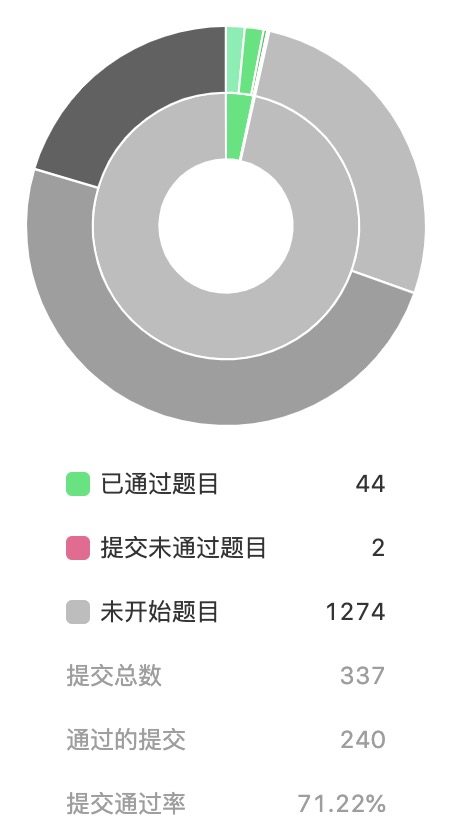 已通过题目 44
提交未通过题目 2
未开始题目 1274
提交总数 337
通过的提交 240
提交通过率 71.22%